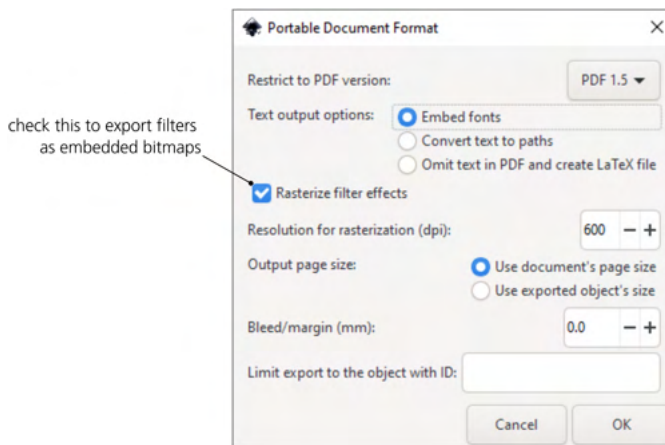 Portable Document Format
Restrict to PDF version: PDF 1.5
Text output options: Embed fonts
Convert text to paths
Omit text in PDF and create LaTeX file
check this to export filters
as embedded bitmaps
Rasterize filter effects
Resolution for rasterization (dpi): 600 − +
Output page size: Use document's page size
Use exported object's size
Bleed/margin (mm): 0.0 − +
Limit export to the object with ID:
Cancel OK